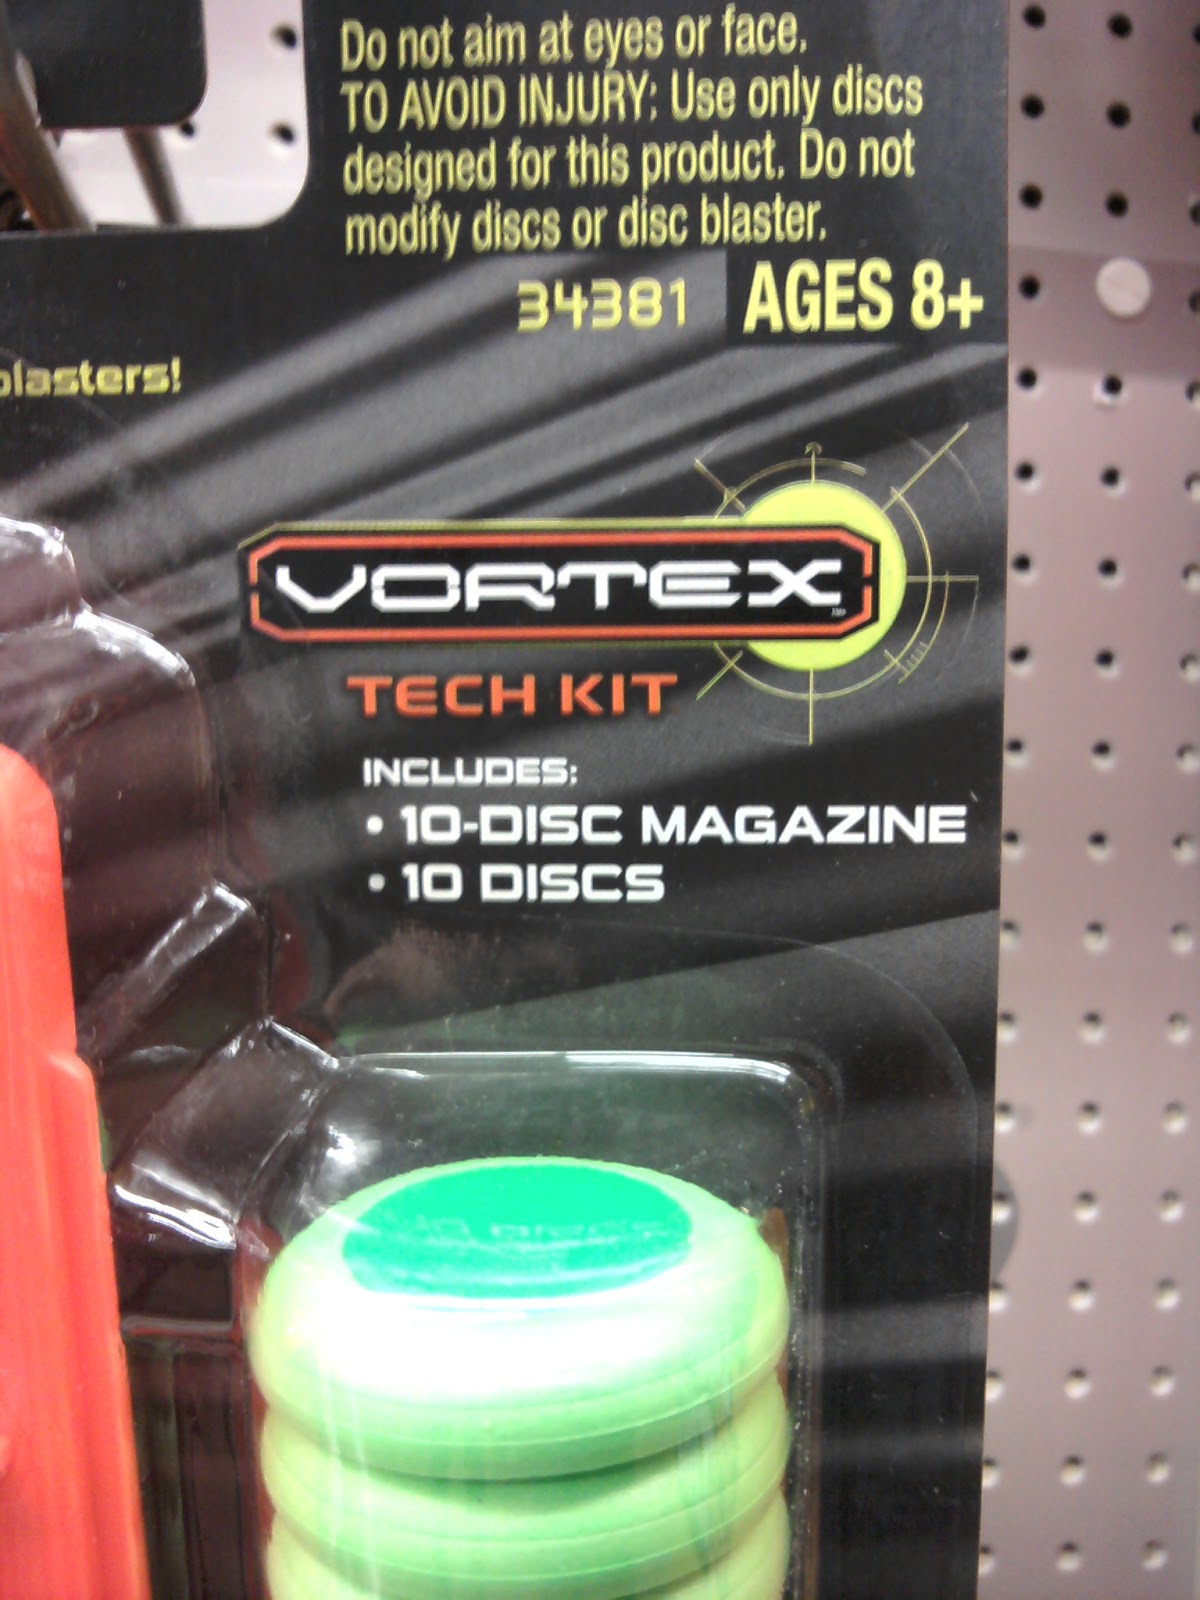 Do not aim at eyes or face.
TO AVOID INJURY: Use only discs
designed for this product. Do not
modify discs or disc blaster.
34381 AGES 8+
blasters!
VORTEX
TECH KIT
INCLUDES:
• 10-DISC MAGAZINE
• 10 DISCS